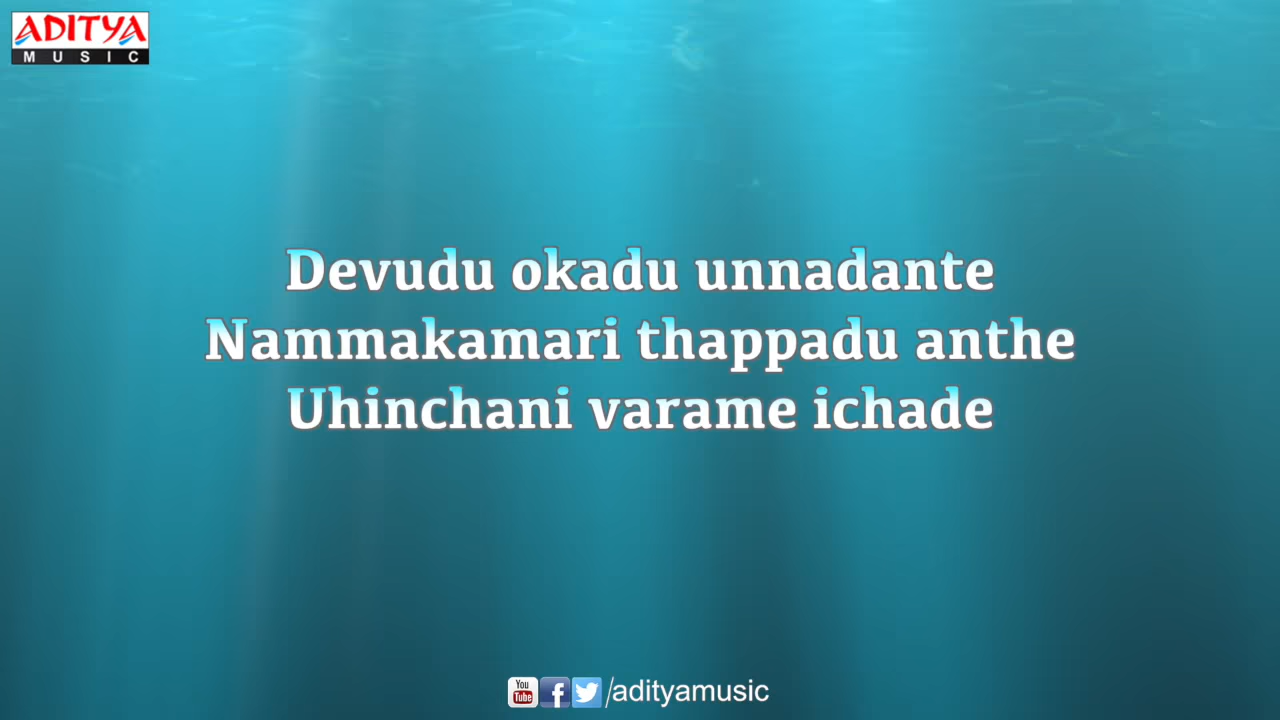 ADITYA
MUSIC
Devudu okadu unnadante
Nammakamari thappadu anthe
Uhinchani varame ichade
You Tube f /adityamusic